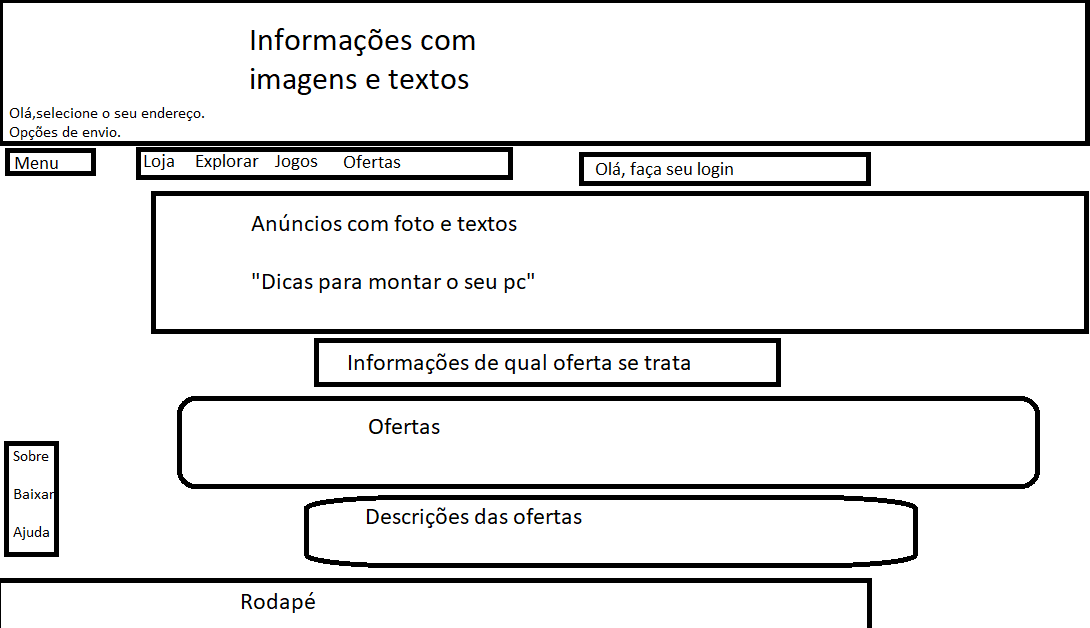 Informações com
imagens e textos
Olá,selecione o seu endereço.
Opções de envio.
Menu
Loja Explorar Jogos Ofertas
Olá, faça seu login
Anúncios com foto e textos
"Dicas para montar o seu pc"
Informações de qual oferta se trata
Ofertas
Sobre
Baixar
Ajuda
Descrições das ofertas
Rodapé